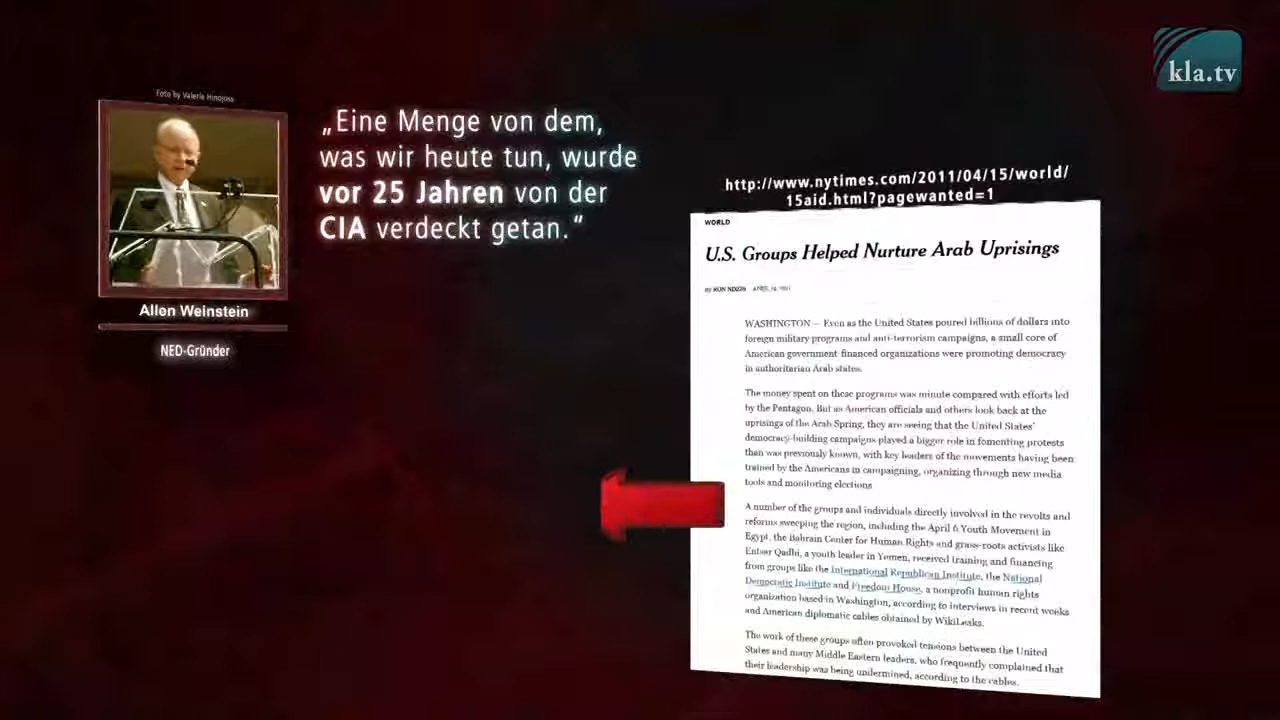 kla.tv
Foto by Valerie Hinojosa
Allen Weinstein
NED-Gründer
„Eine Menge von dem,
was wir heute tun, wurde
vor 25 Jahren von der
CIA verdeckt getan.“
http://www.nytimes.com/2011/04/15/world/
15aid.html?pagewanted=1
WORLD
U.S. Groups Helped Nurture Arab Uprisings
BY RON NIXON APRIL 14, 2011
WASHINGTON — Even as the United States poured billions of dollars into
foreign military programs and anti-terrorism campaigns, a small core of
American government-financed organizations were promoting democracy
in authoritarian Arab states.
The money spent on these programs was minute compared with efforts led
by the Pentagon. But as American officials and others look back at the
uprisings of the Arab Spring, they are seeing that the United States'
democracy-building campaigns played a bigger role in fomenting protests
than was previously known, with key leaders of the movements having been
trained by the Americans in campaigning, organizing through new media
tools and monitoring elections
A number of the groups and individuals directly involved in the revolts and
reforms sweeping the region, including the April 6 Youth Movement in
Egypt, the Bahrain Center for Human Rights and grass-roots activists like
Entsar Qadhi, a youth leader in Yemen, received training and financing
from groups like the International Republican Institute, the National
Democratic Institute and Freedom House, a nonprofit human rights
organization based in Washington, according to interviews in recent weeks
and American diplomatic cables obtained by WikiLeaks.
The work of these groups often provoked tensions between the United
States and many Middle Eastern leaders, who frequently complained that
their leadership was being undermined, according to the cables.